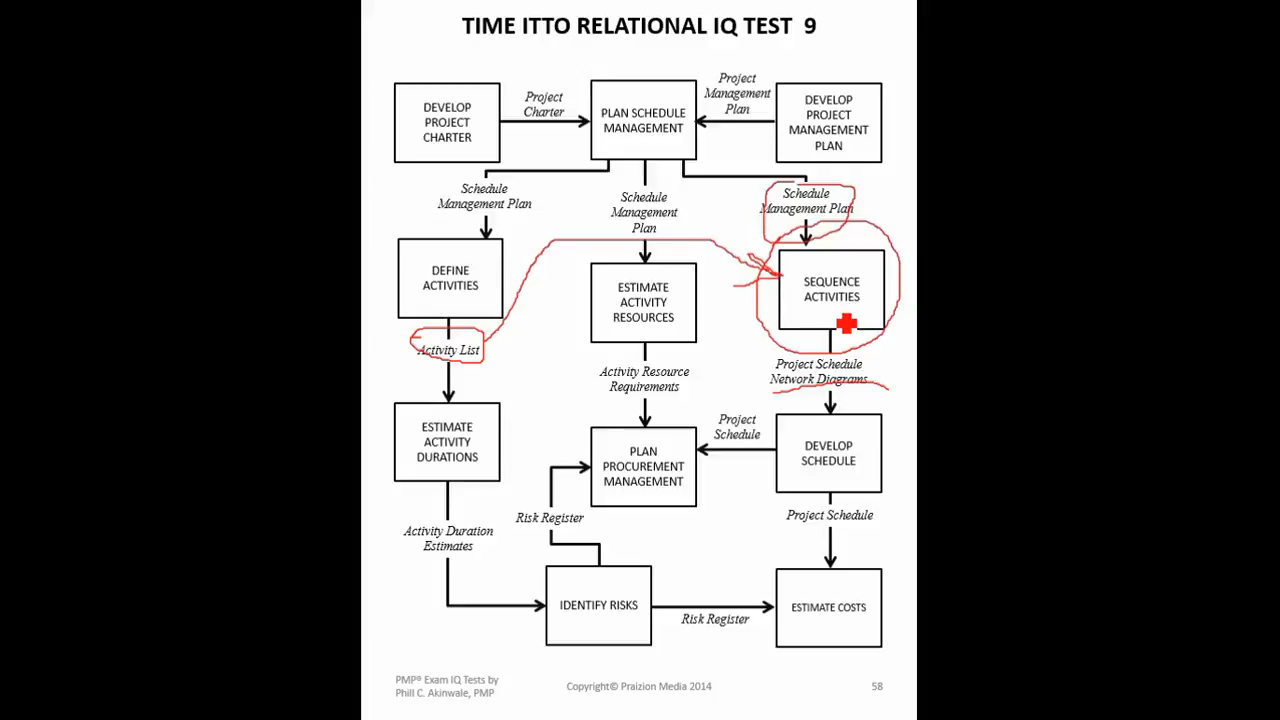 TIME ITTO RELATIONAL IQ TEST 9
DEVELOP
PROJECT
CHARTER
Project
Charter
PLAN SCHEDULE
MANAGEMENT
Project
Management
Plan
DEVELOP
PROJECT
MANAGEMENT
PLAN
Schedule
Management Plan
Schedule
Management
Plan
Schedule
Management Plan
DEFINE
ACTIVITIES
ESTIMATE
ACTIVITY
RESOURCES
SEQUENCE
ACTIVITIES
Activity List
Activity Resource
Requirements
Project Schedule
Network Diagrams
ESTIMATE
ACTIVITY
DURATIONS
PLAN
PROCUREMENT
MANAGEMENT
Project
Schedule
DEVELOP
SCHEDULE
Activity Duration
Estimates
Risk Register
Project Schedule
IDENTIFY RISKS
Risk Register
ESTIMATE COSTS
PMP® Exam IQ Tests by
Phill C. Akinwale, PMP
Copyright© Praizion Media 2014
58